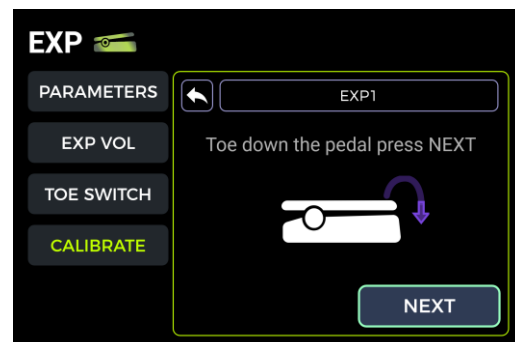 EXP
PARAMETERS
EXP VOL
TOE SWITCH
CALIBRATE
EXP1
Toe down the pedal press NEXT
NEXT